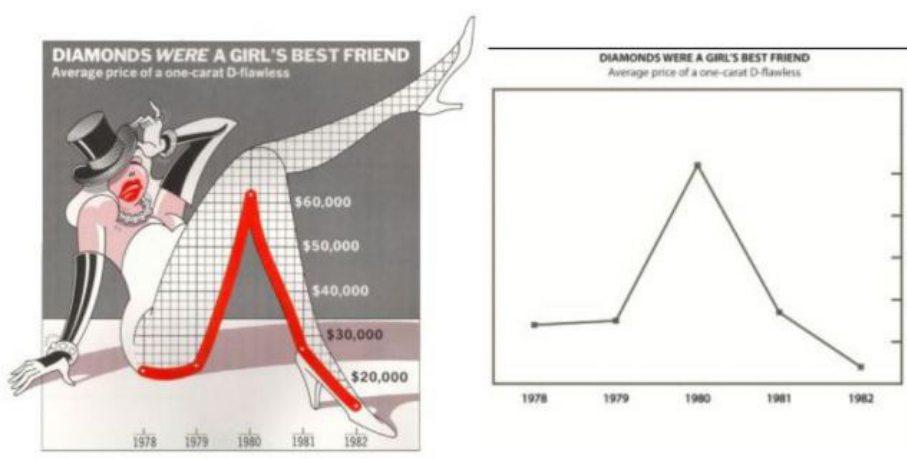 DIAMONDS WERE A GIRL'S BEST FRIEND
Average price of a one-carat D-flawless
$60,000
$50,000
$40,000
$30,000
$20,000
1978 1979 1980 1981 1982
DIAMONDS WERE A GIRL'S BEST FRIEND
Average price of a one-carat D-flawless
1978 1979 1980 1981 1982